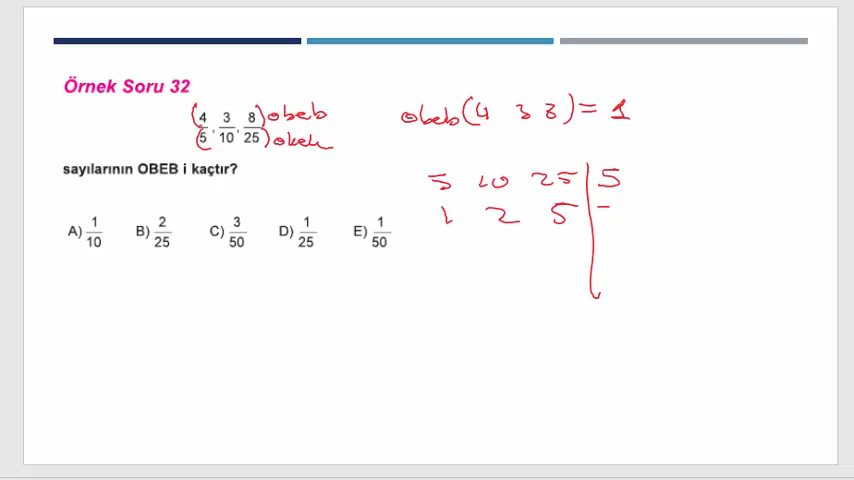 Örnek Soru 32
(4/5, 3/10, 8/25) obeb okek
obeb(4 3 8) = 1
sayılarının OBEB i kaçtır?
5 10 25 | 5
1 2 5 |
A) 1/10 B) 2/25 C) 3/50 D) 1/25 E) 1/50